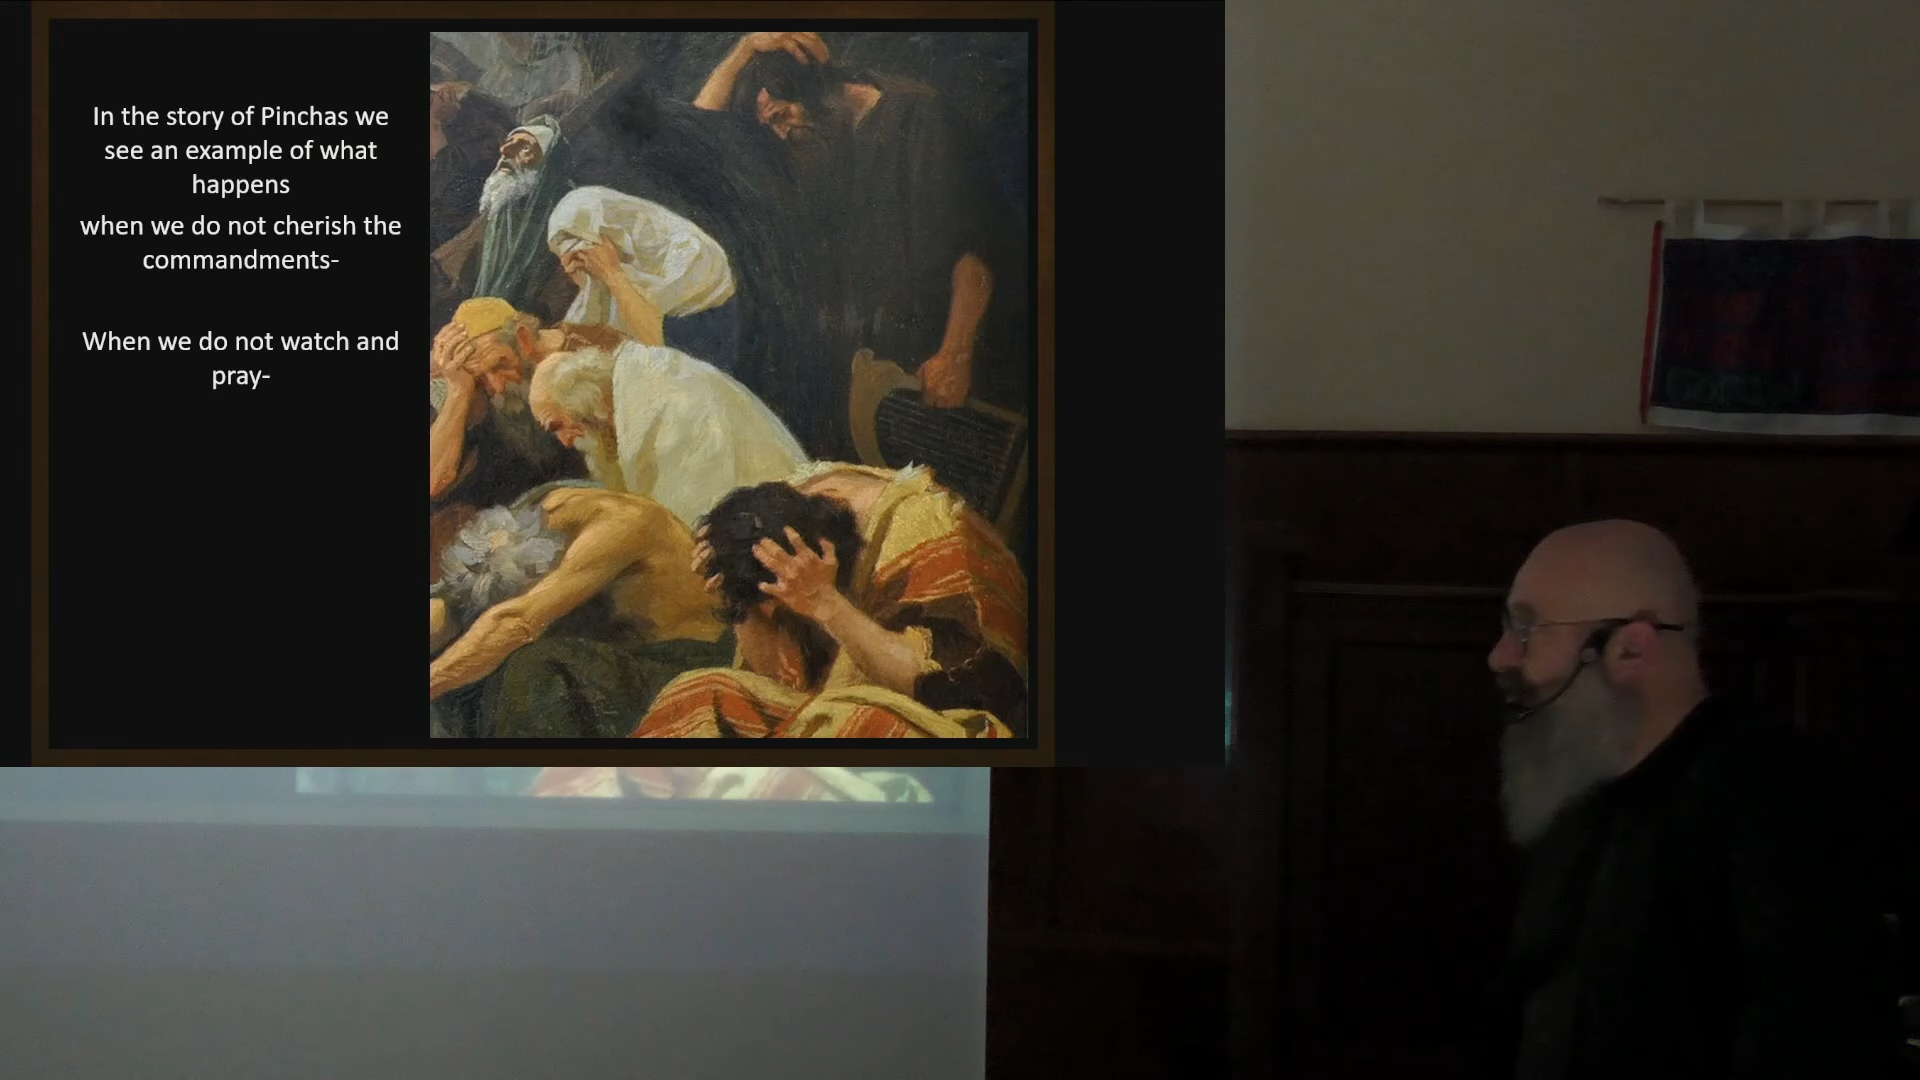 In the story of Pinchas we
see an example of what
happens
when we do not cherish the
commandments-
When we do not watch and
pray-